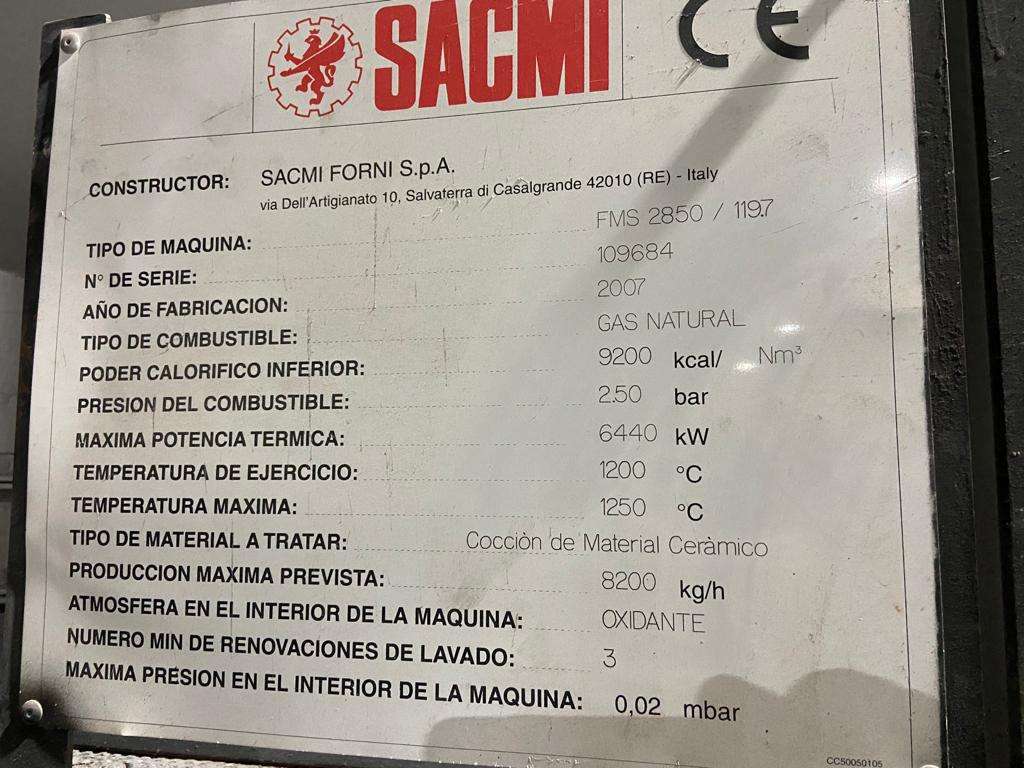 SACMI CE
CONSTRUCTOR: SACMI FORNI S.p.A.
via Dell'Artigianato 10, Salvaterra di Casalgrande 42010 (RE) - Italy
TIPO DE MAQUINA: FMS 2850 / 119.7
Nº DE SERIE: 109684
AÑO DE FABRICACION: 2007
TIPO DE COMBUSTIBLE: GAS NATURAL
PODER CALORIFICO INFERIOR: 9200 kcal/ Nm³
PRESION DEL COMBUSTIBLE: 2.50 bar
MAXIMA POTENCIA TERMICA: 6440 kW
TEMPERATURA DE EJERCICIO: 1200 °C
TEMPERATURA MAXIMA: 1250 °C
TIPO DE MATERIAL A TRATAR: Cocciòn de Material Ceràmico
PRODUCCION MAXIMA PREVISTA: 8200 kg/h
ATMOSFERA EN EL INTERIOR DE LA MAQUINA: OXIDANTE
NUMERO MIN DE RENOVACIONES DE LAVADO: 3
MAXIMA PRESION EN EL INTERIOR DE LA MAQUINA: 0,02 mbar
CC50050105